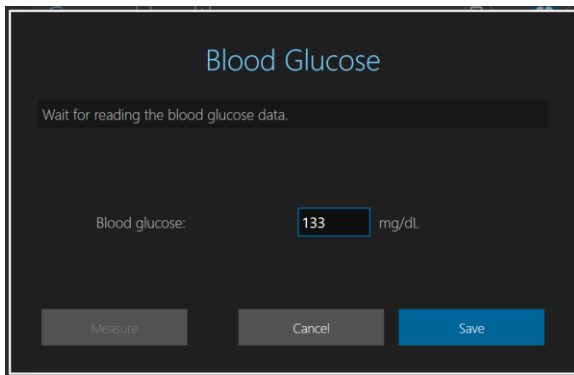 Blood Glucose
Wait for reading the blood glucose data.
Blood glucose: 133 mg/dL
Measure Cancel Save